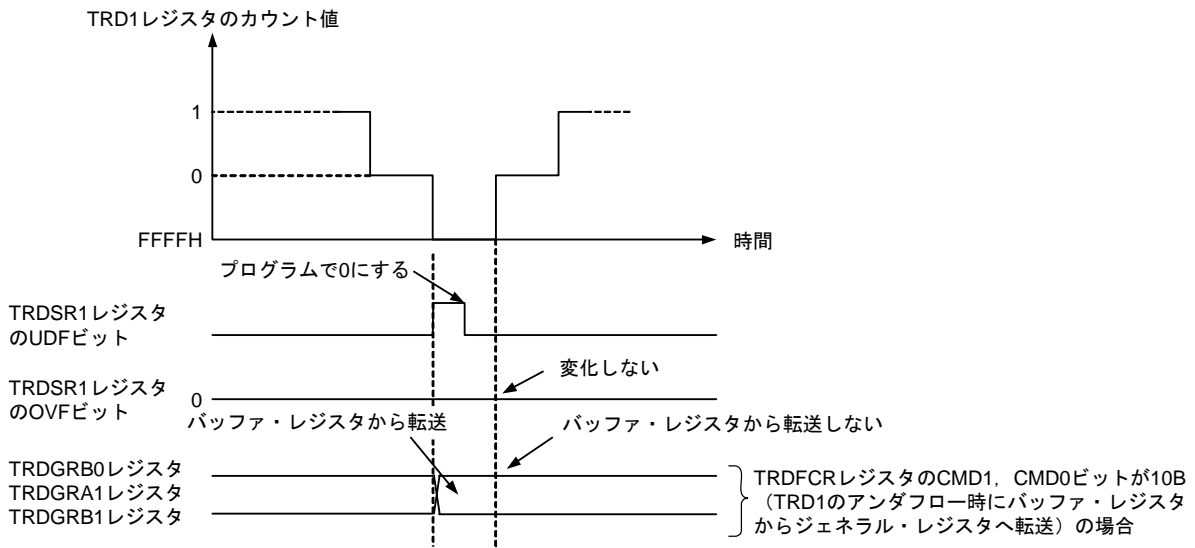 TRD1レジスタのカウント値
1
0
FFFFH
時間
プログラムで0にする
TRDSR1レジスタ
のUDFビット
変化しない
TRDSR1レジスタ
のOVFビット
0
バッファ・レジスタから転送
バッファ・レジスタから転送しない
TRDGRB0レジスタ
TRDGRA1レジスタ
TRDGRB1レジスタ
TRDFCRレジスタのCMD1，CMD0ビットが10B
（TRD1のアンダフロー時にバッファ・レジスタ
からジェネラル・レジスタへ転送）の場合